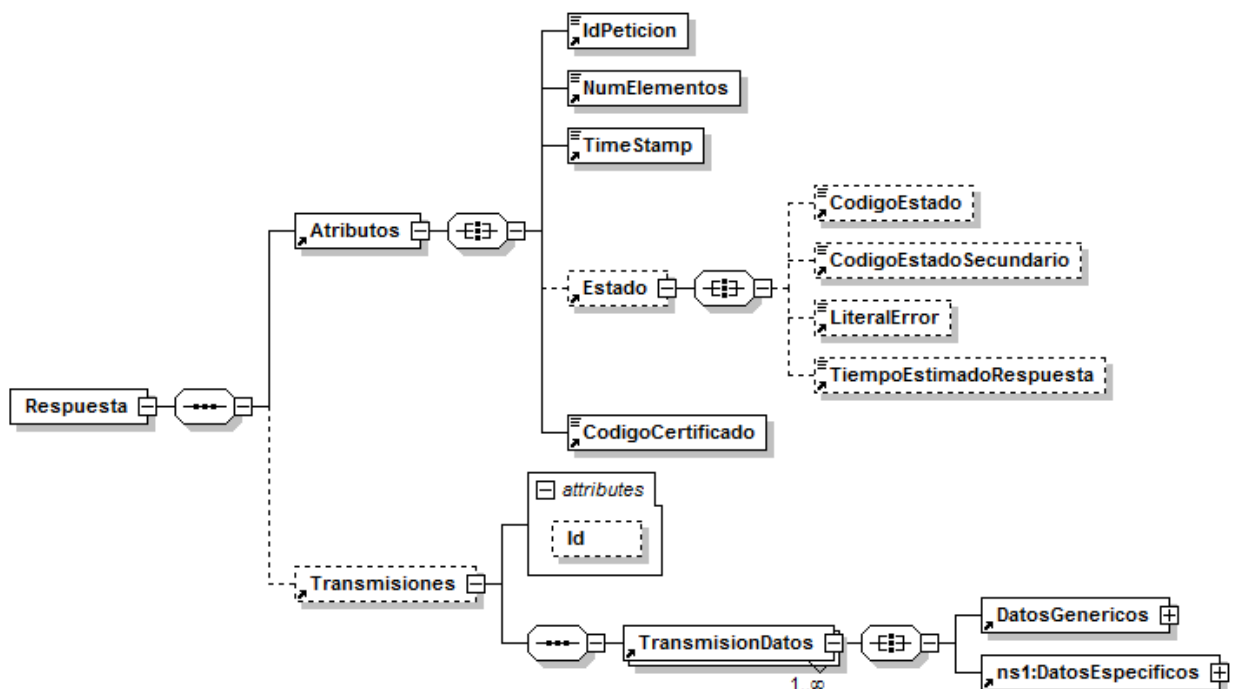 IdPeticion
NumElementos
TimeStamp
CodigoEstado
Atributos
CodigoEstadoSecundario
Estado
LiteralError
TiempoEstimadoRespuesta
Respuesta
CodigoCertificado
attributes
Id
Transmisiones
DatosGenericos
TransmisionDatos
ns1:DatosEspecificos
1..∞